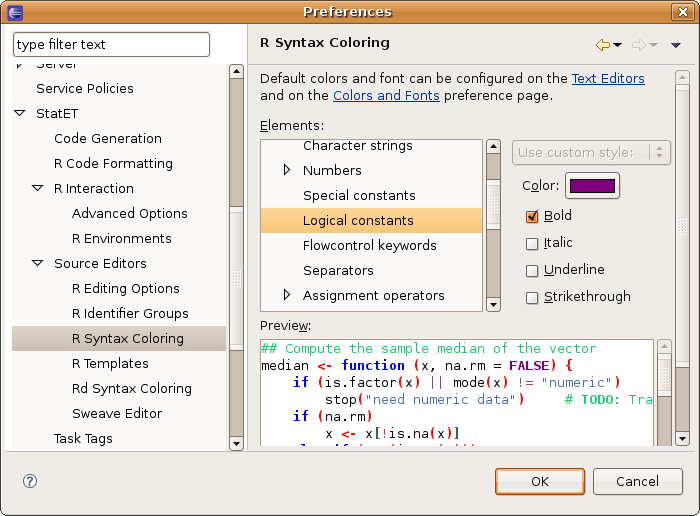 Preferences
type filter text
Server
Service Policies
StatET
Code Generation
R Code Formatting
R Interaction
Advanced Options
R Environments
Source Editors
R Editing Options
R Identifier Groups
R Syntax Coloring
R Templates
Rd Syntax Coloring
Sweave Editor
Task Tags
R Syntax Coloring
Default colors and font can be configured on the Text Editors
and on the Colors and Fonts preference page.
Elements:
Character strings
Numbers
Special constants
Logical constants
Flowcontrol keywords
Separators
Assignment operators
Use custom style:
Color:
Bold
Italic
Underline
Strikethrough
Preview:
## Compute the sample median of the vector
median <- function (x, na.rm = FALSE) {
if (is.factor(x) || mode(x) != "numeric")
stop("need numeric data") # TODO: Tra
if (na.rm)
x <- x[!is.na(x)]
OK
Cancel